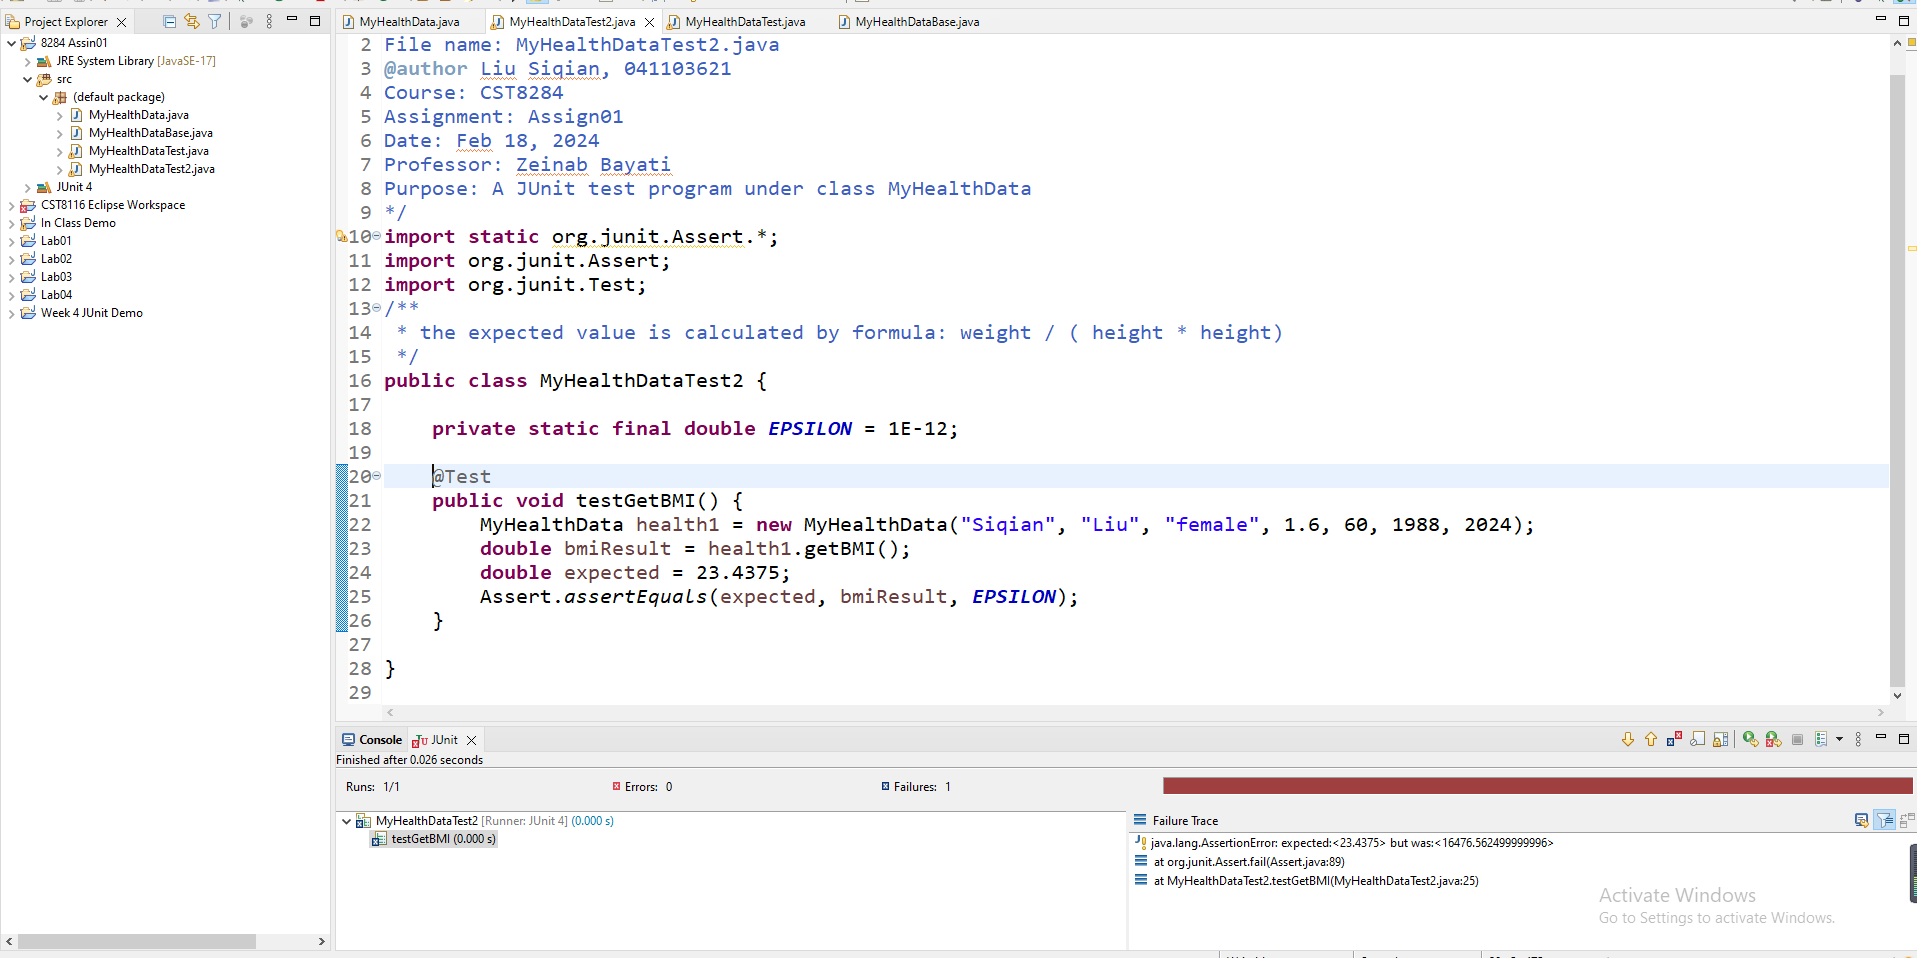 Project Explorer
8284 Assin01
JRE System Library [JavaSE-17]
src
(default package)
MyHealthData.java
MyHealthDataBase.java
MyHealthDataTest.java
MyHealthDataTest2.java
JUnit 4
CST8116 Eclipse Workspace
In Class Demo
Lab01
Lab02
Lab03
Lab04
Week 4 JUnit Demo
MyHealthData.java MyHealthDataTest2.java MyHealthDataTest.java MyHealthDataBase.java
2 File name: MyHealthDataTest2.java
3 @author Liu Siqian, 041103621
4 Course: CST8284
5 Assignment: Assign01
6 Date: Feb 18, 2024
7 Professor: Zeinab Bayati
8 Purpose: A JUnit test program under class MyHealthData
9 */
10 import static org.junit.Assert.*;
11 import org.junit.Assert;
12 import org.junit.Test;
13 /**
14  * the expected value is calculated by formula: weight / ( height * height)
15  */
16 public class MyHealthDataTest2 {
17
18     private static final double EPSILON = 1E-12;
19
20     @Test
21     public void testGetBMI() {
22         MyHealthData health1 = new MyHealthData("Siqian", "Liu", "female", 1.6, 60, 1988, 2024);
23         double bmiResult = health1.getBMI();
24         double expected = 23.4375;
25         Assert.assertEquals(expected, bmiResult, EPSILON);
26     }
27
28 }
29
Console JUnit
Finished after 0.026 seconds
Runs: 1/1 Errors: 0 Failures: 1
MyHealthDataTest2 [Runner: JUnit 4] (0.000 s)
testGetBMI (0.000 s)
Failure Trace
java.lang.AssertionError: expected:<23.4375> but was:<16476.562499999996>
at org.junit.Assert.fail(Assert.java:89)
at MyHealthDataTest2.testGetBMI(MyHealthDataTest2.java:25)
Activate Windows
Go to Settings to activate Windows.